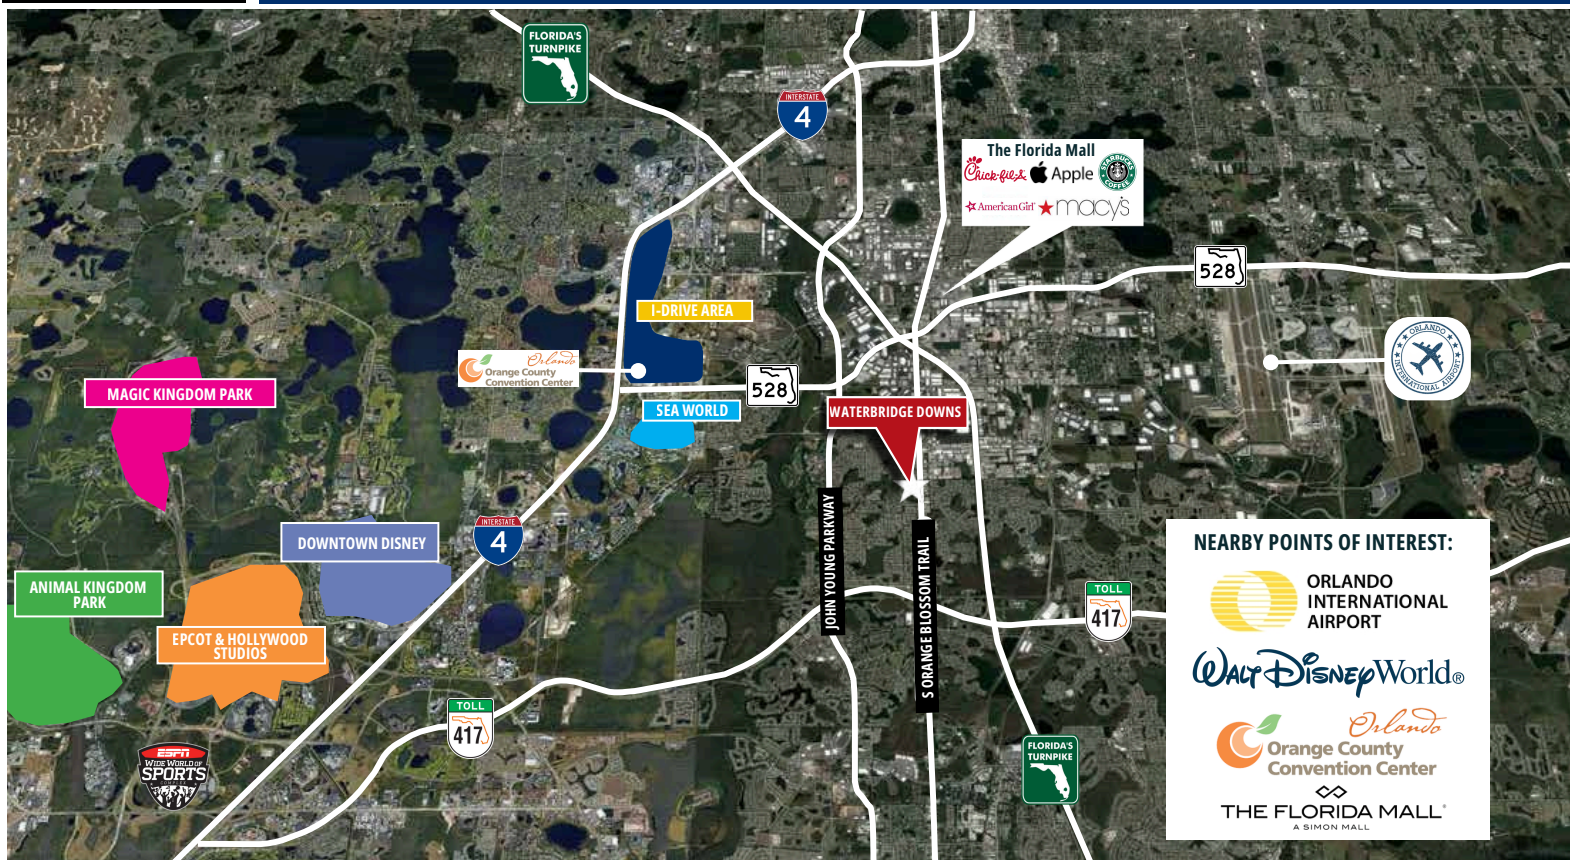 FLORIDA'S
TURNPIKE
INTERSTATE
4
The Florida Mall
Chick-fil-A
Apple
STARBUCKS
COFFEE
American Girl
macy's
528
I-DRIVE AREA
ORLANDO
INTERNATIONAL AIRPORT
Orlando
Orange County
Convention Center
MAGIC KINGDOM PARK
528
SEA WORLD
WATERBRIDGE DOWNS
JOHN YOUNG PARKWAY
S ORANGE BLOSSOM TRAIL
INTERSTATE
4
DOWNTOWN DISNEY
ANIMAL KINGDOM
PARK
EPCOT & HOLLYWOOD
STUDIOS
TOLL
417
TOLL
417
ESPN
WIDE WORLD OF
SPORTS
FLORIDA'S
TURNPIKE
NEARBY POINTS OF INTEREST:
ORLANDO
INTERNATIONAL
AIRPORT
WALT DISNEY World®
Orlando
Orange County
Convention Center
THE FLORIDA MALL®
A SIMON MALL